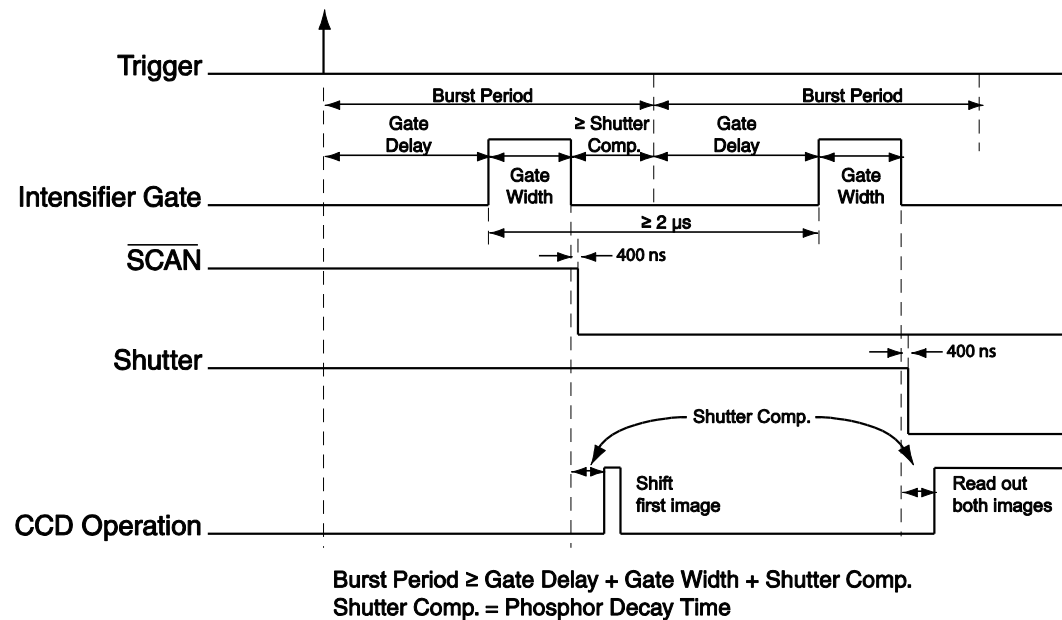 Trigger
Burst Period
Burst Period
Gate
Delay
≥ Shutter
Comp.
Gate
Delay
Intensifier Gate
Gate
Width
Gate
Width
≥ 2 µs
SCAN
400 ns
Shutter
400 ns
Shutter Comp.
Shift
first image
Read out
both images
CCD Operation
Burst Period ≥ Gate Delay + Gate Width + Shutter Comp.
Shutter Comp. = Phosphor Decay Time